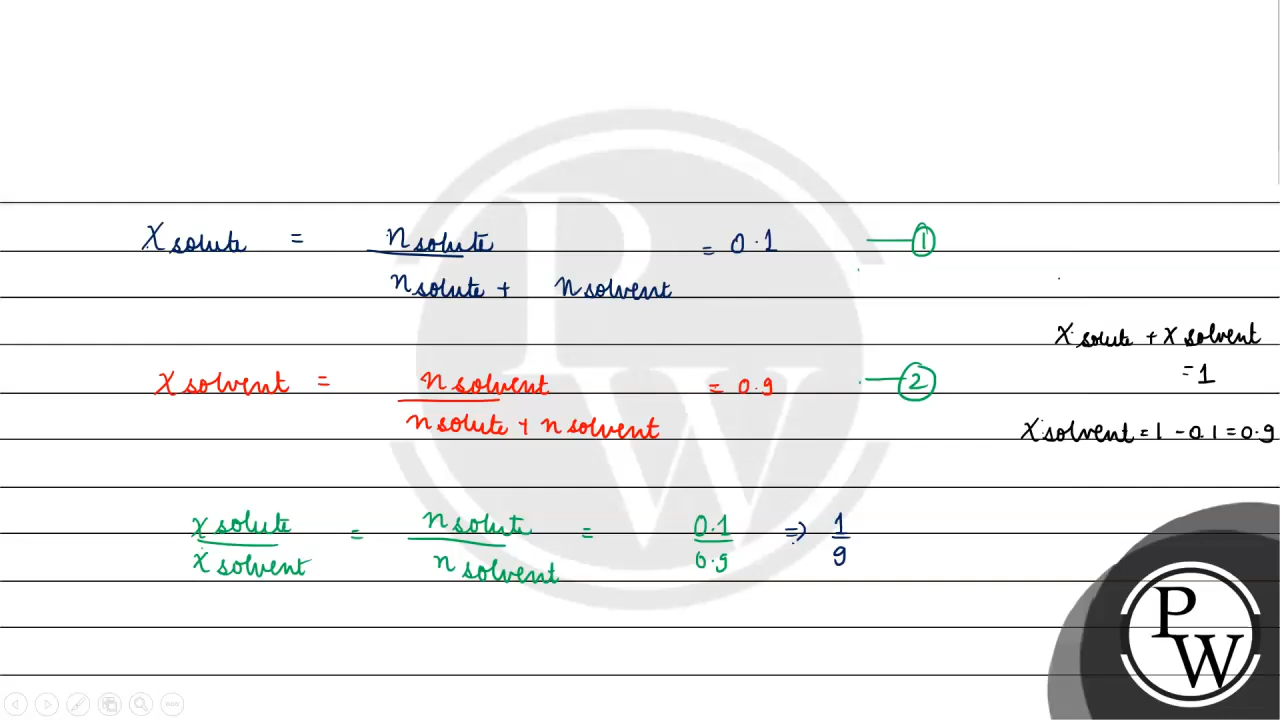 X solute = n solute = 0.1 —①
n solute + n solvent
X solute + X solvent
= 1
X solvent = n solvent = 0.9 —②
n solute + n solvent
X solvent = 1 - 0.1 = 0.9
X solute = n solute = 0.1 ⇒ 1
X solvent n solvent 0.9 9
PW
PW